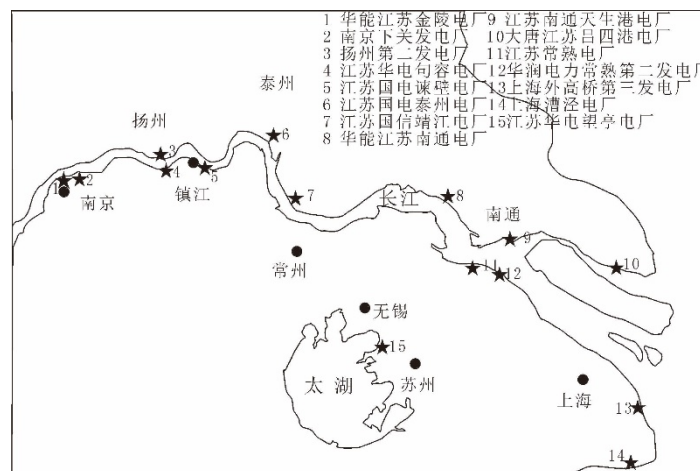 1 华能江苏金陵电厂 9 江苏南通天生港电厂
2 南京下关发电厂 10大唐江苏吕四港电厂
3 扬州第二发电厂 11江苏常熟电厂
4 江苏华电句容电厂12华润电力常熟第二发电厂
5 江苏国电谏壁电厂13上海外高桥第三发电厂
6 江苏国电泰州电厂14上海漕泾电厂
7 江苏国信靖江电厂15江苏华电望亭电厂
8 华能江苏南通电厂
泰州
扬州
6
3
1 2
4
镇江
5
南京
7
长江
8
南通
9
常州
11
12
10
无锡
15
太湖
苏州
上海
13
14